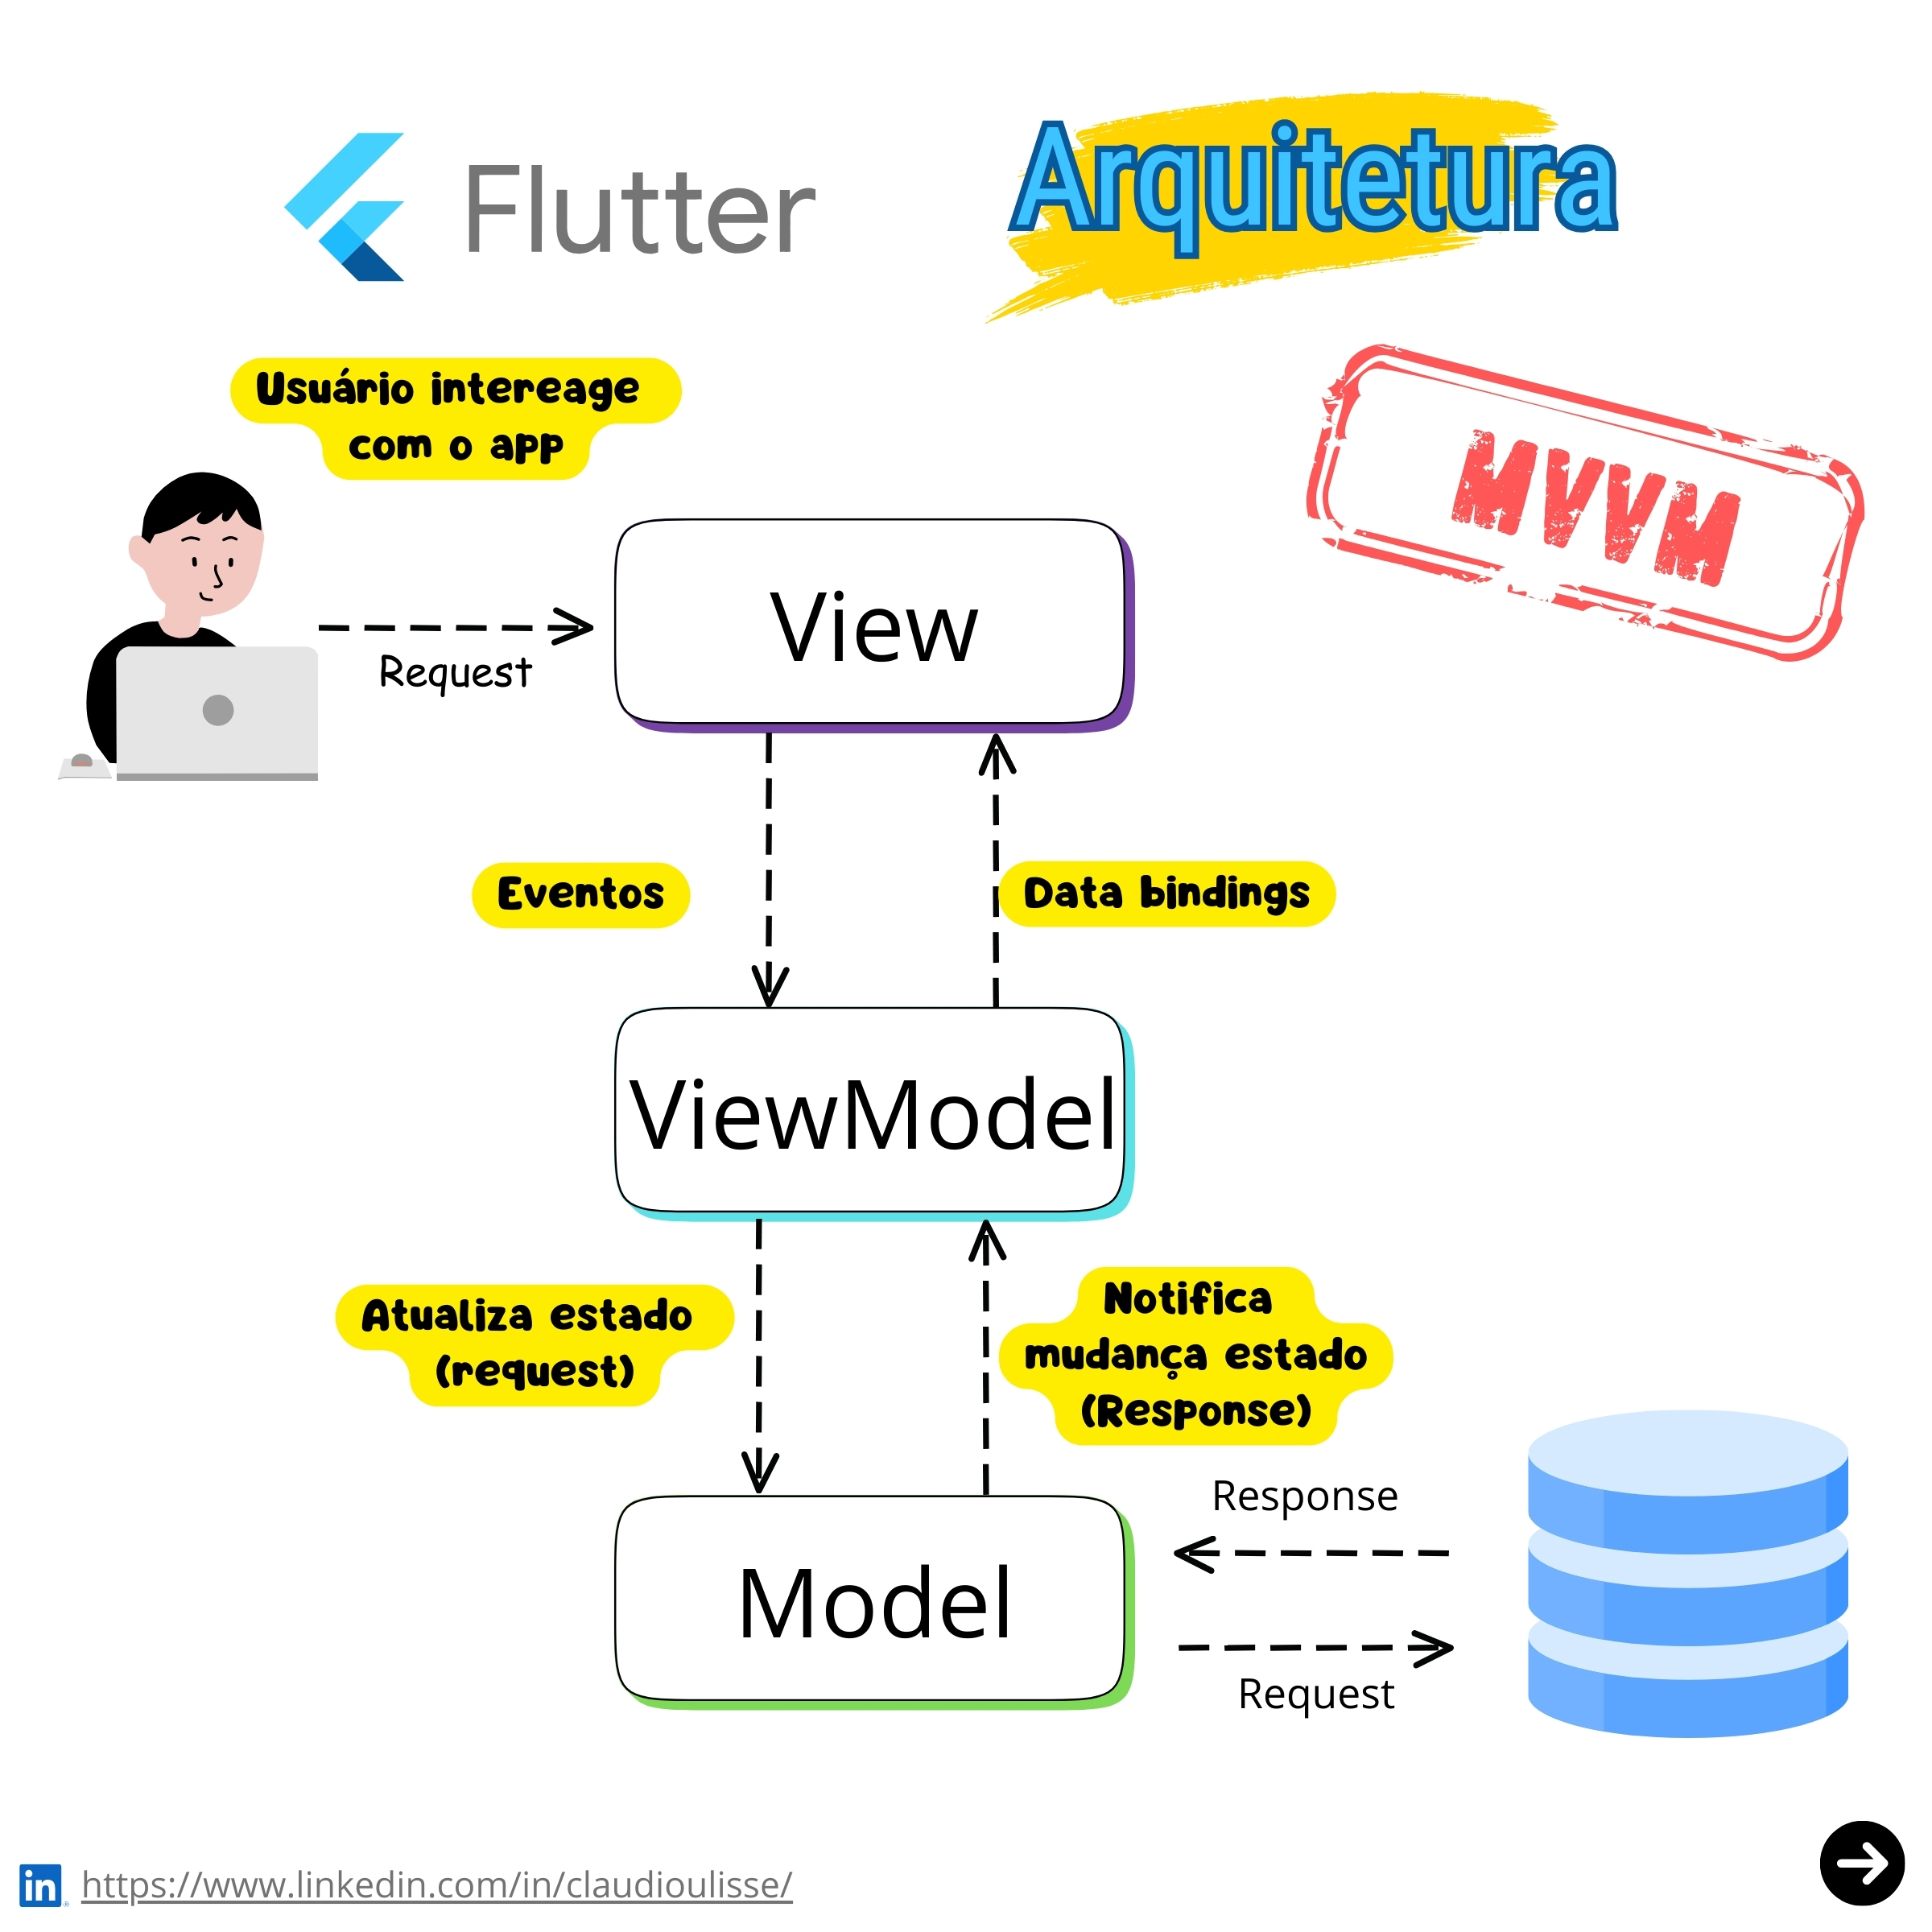 Flutter
Arquitetura
MVVM
Usuário intereage
com o app
Request
View
Eventos
Data bindings
ViewModel
Atualiza estado
(request)
Notifica
mudança estado
(Response)
Model
Response
Request
in
https://www.linkedin.com/in/claudioulisse/